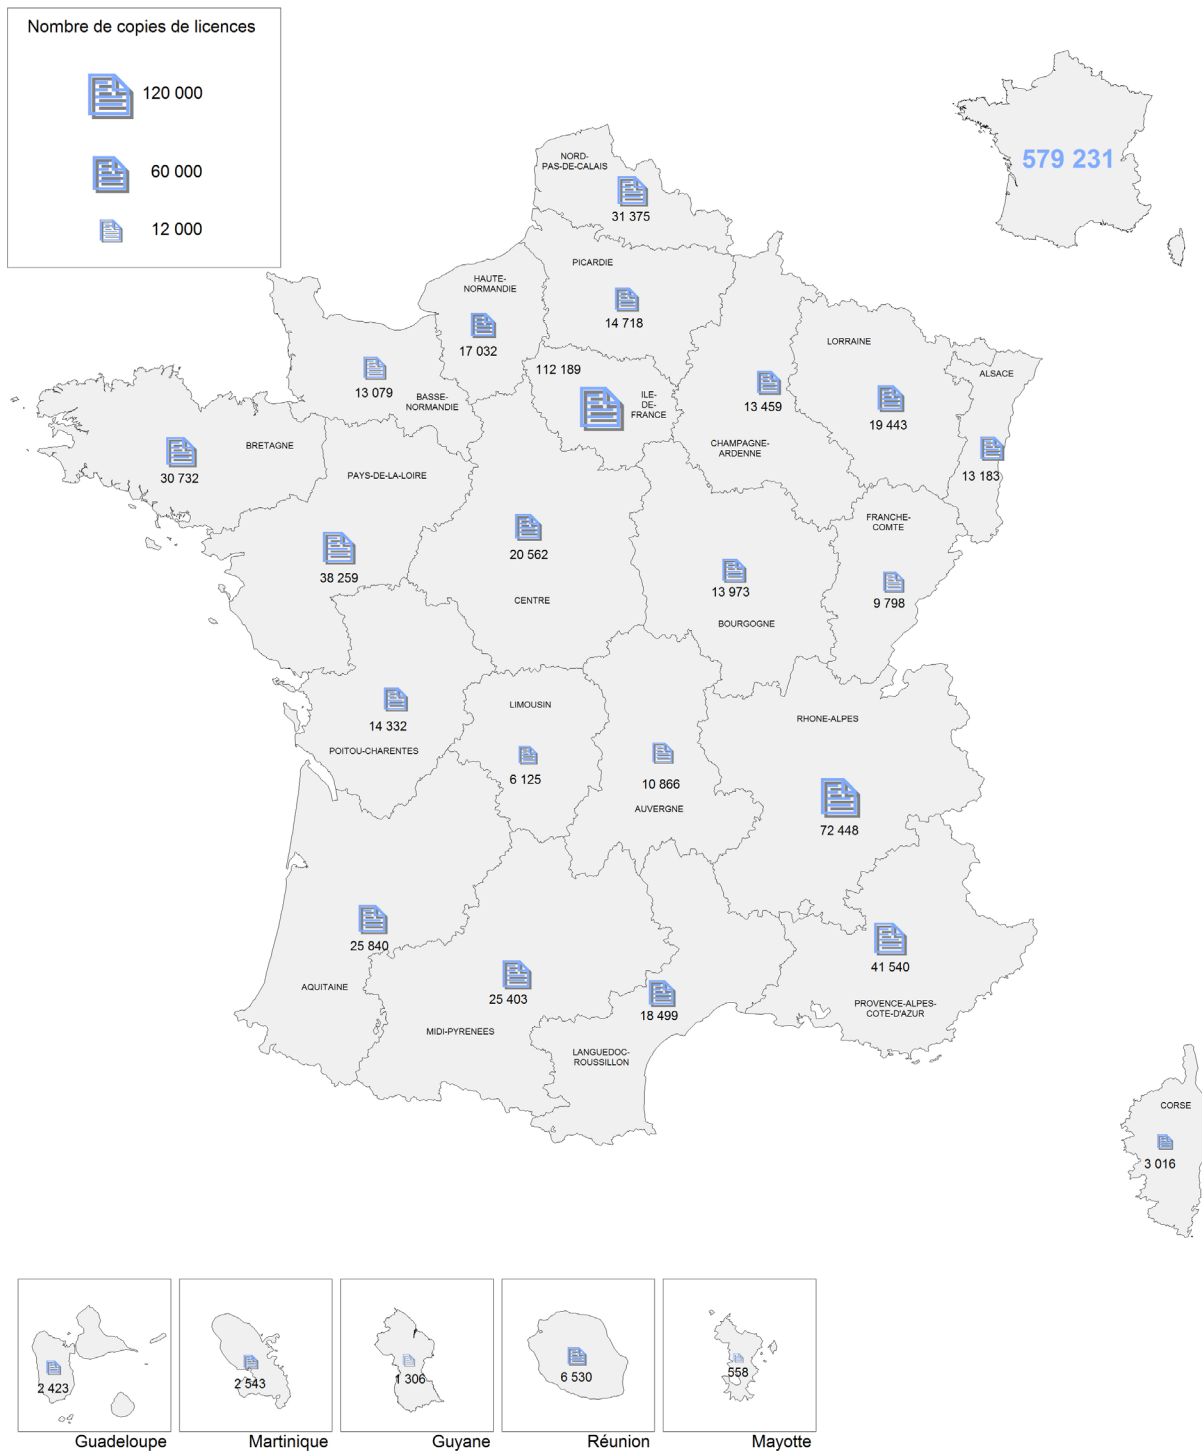 Nombre de copies de licences
120 000
60 000
12 000
579 231
NORD-
PAS-DE-CALAIS
31 375
PICARDIE
14 718
HAUTE-
NORMANDIE
17 032
13 079
BASSE-
NORMANDIE
112 189
ILE-
DE-
FRANCE
13 459
CHAMPAGNE-
ARDENNE
LORRAINE
19 443
ALSACE
13 183
BRETAGNE
30 732
PAYS-DE-LA-LOIRE
38 259
20 562
CENTRE
13 973
BOURGOGNE
FRANCHE-
COMTE
9 798
14 332
POITOU-CHARENTES
LIMOUSIN
6 125
10 866
AUVERGNE
RHONE-ALPES
72 448
25 840
AQUITAINE
25 403
MIDI-PYRENEES
18 499
LANGUEDOC-
ROUSSILLON
41 540
PROVENCE-ALPES-
COTE-D'AZUR
CORSE
3 016
2 423
Guadeloupe
2 543
Martinique
1 306
Guyane
6 530
Réunion
558
Mayotte